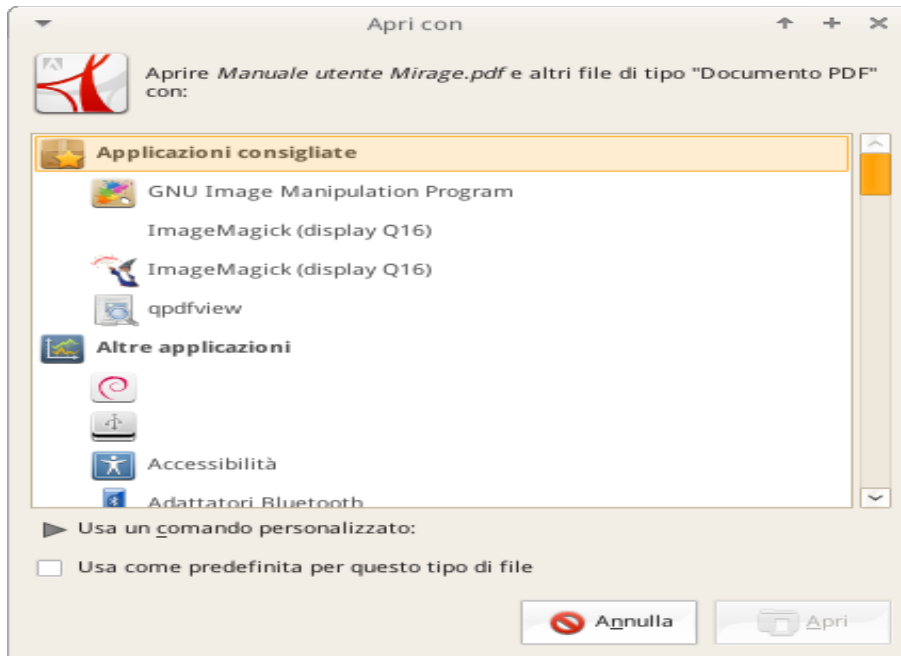 Apri con
Aprire Manuale utente Mirage.pdf e altri file di tipo "Documento PDF"
con:
Applicazioni consigliate
GNU Image Manipulation Program
ImageMagick (display Q16)
ImageMagick (display Q16)
qpdfview
Altre applicazioni
Accessibilità
Adattatori Bluetooth
Usa un comando personalizzato:
Usa come predefinita per questo tipo di file
Annulla
Apri